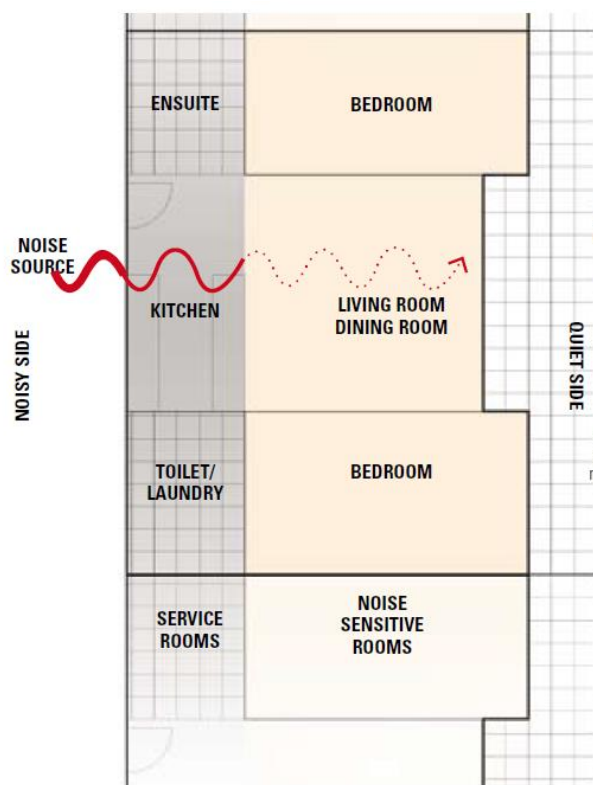 ENSUITE
BEDROOM
NOISE
SOURCE
KITCHEN
LIVING ROOM
DINING ROOM
NOISY SIDE
QUIET SIDE
TOILET/
LAUNDRY
BEDROOM
SERVICE
ROOMS
NOISE
SENSITIVE
ROOMS